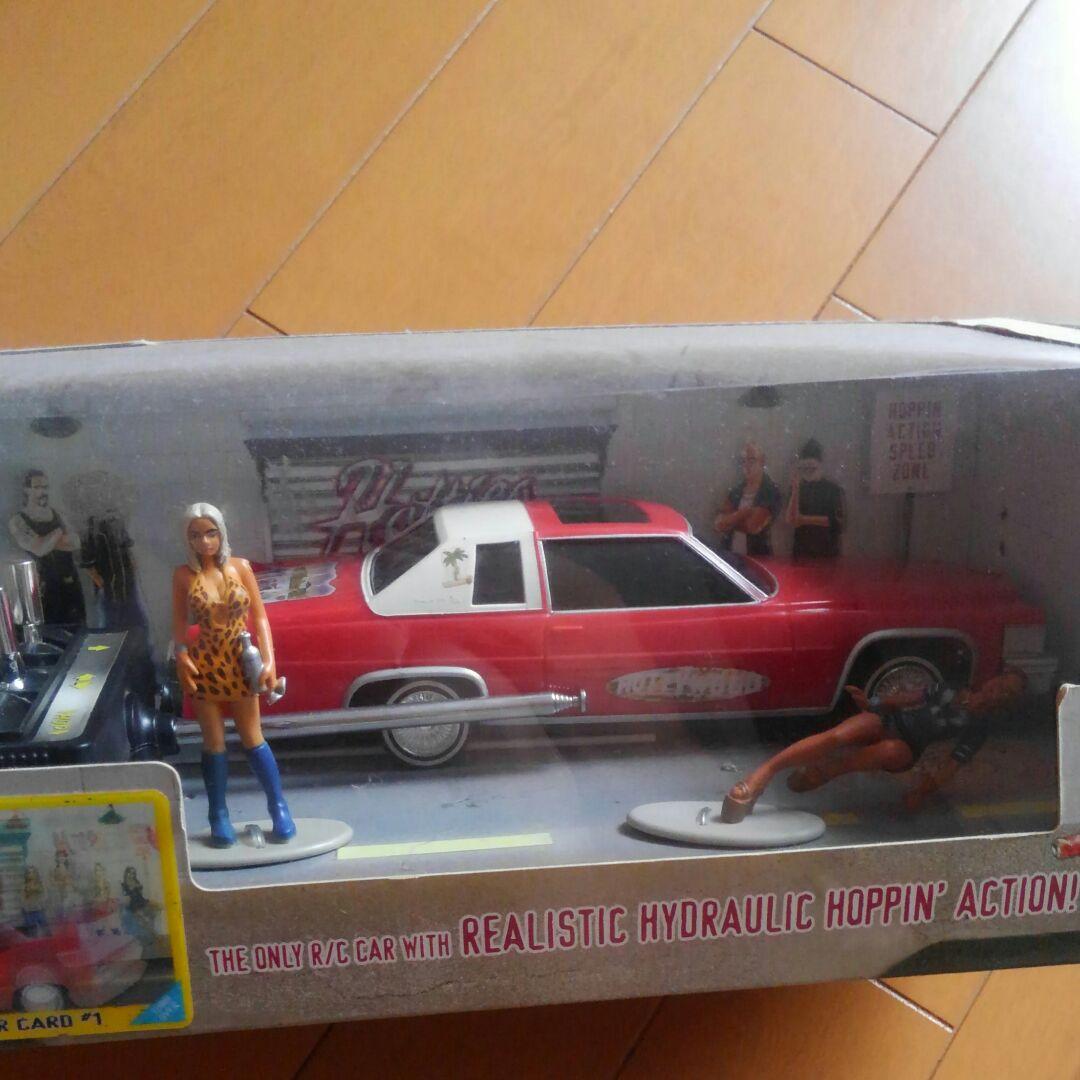 HOPPIN
ACTION
SPEED
ZONE
THE ONLY R/C CAR WITH REALISTIC HYDRAULIC HOPPIN' ACTION!
R CARD #1